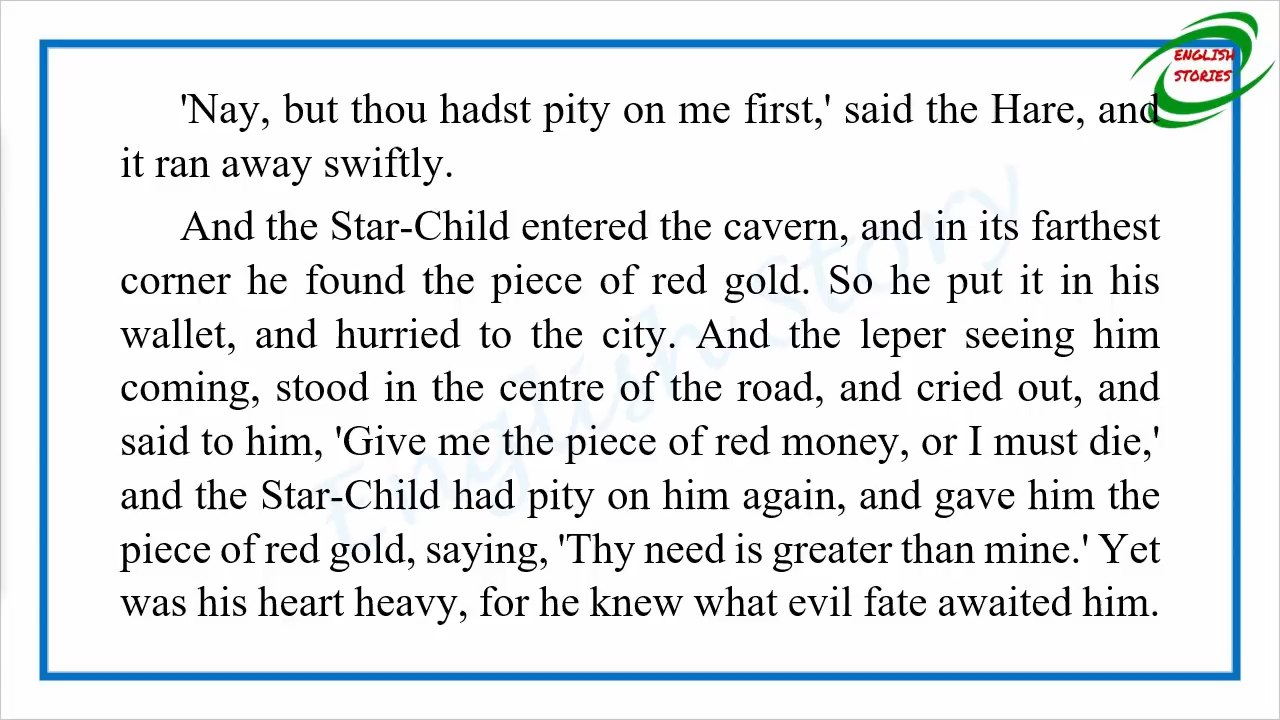 ENGLISH
STORIES
'Nay, but thou hadst pity on me first,' said the Hare, and
it ran away swiftly.
And the Star-Child entered the cavern, and in its farthest
corner he found the piece of red gold. So he put it in his
wallet, and hurried to the city. And the leper seeing him
coming, stood in the centre of the road, and cried out, and
said to him, 'Give me the piece of red money, or I must die,'
and the Star-Child had pity on him again, and gave him the
piece of red gold, saying, 'Thy need is greater than mine.' Yet
was his heart heavy, for he knew what evil fate awaited him.
English Story